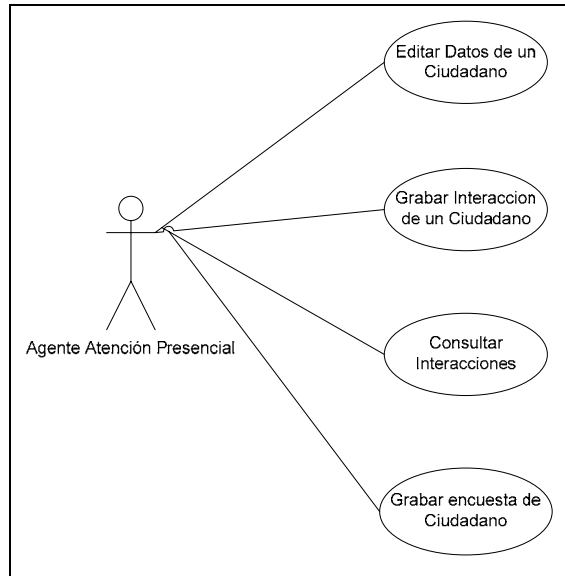 Editar Datos de un
Ciudadano
Grabar Interaccion
de un Ciudadano
Agente Atención Presencial
Consultar
Interacciones
Grabar encuesta de
Ciudadano